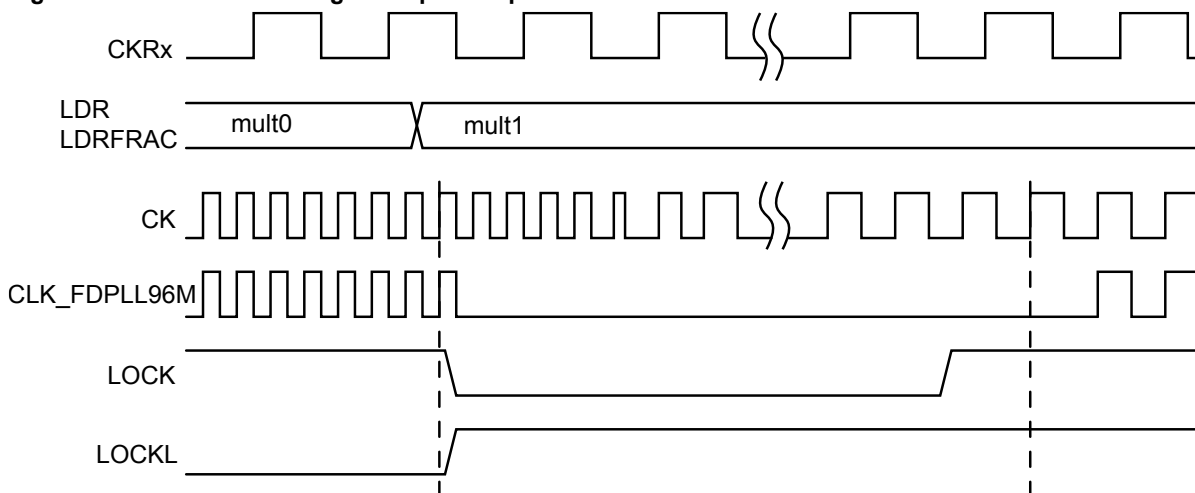 CKRx
LDR
LDRFRAC
mult0
mult1
CK
CLK_FDPLL96M
LOCK
LOCKL